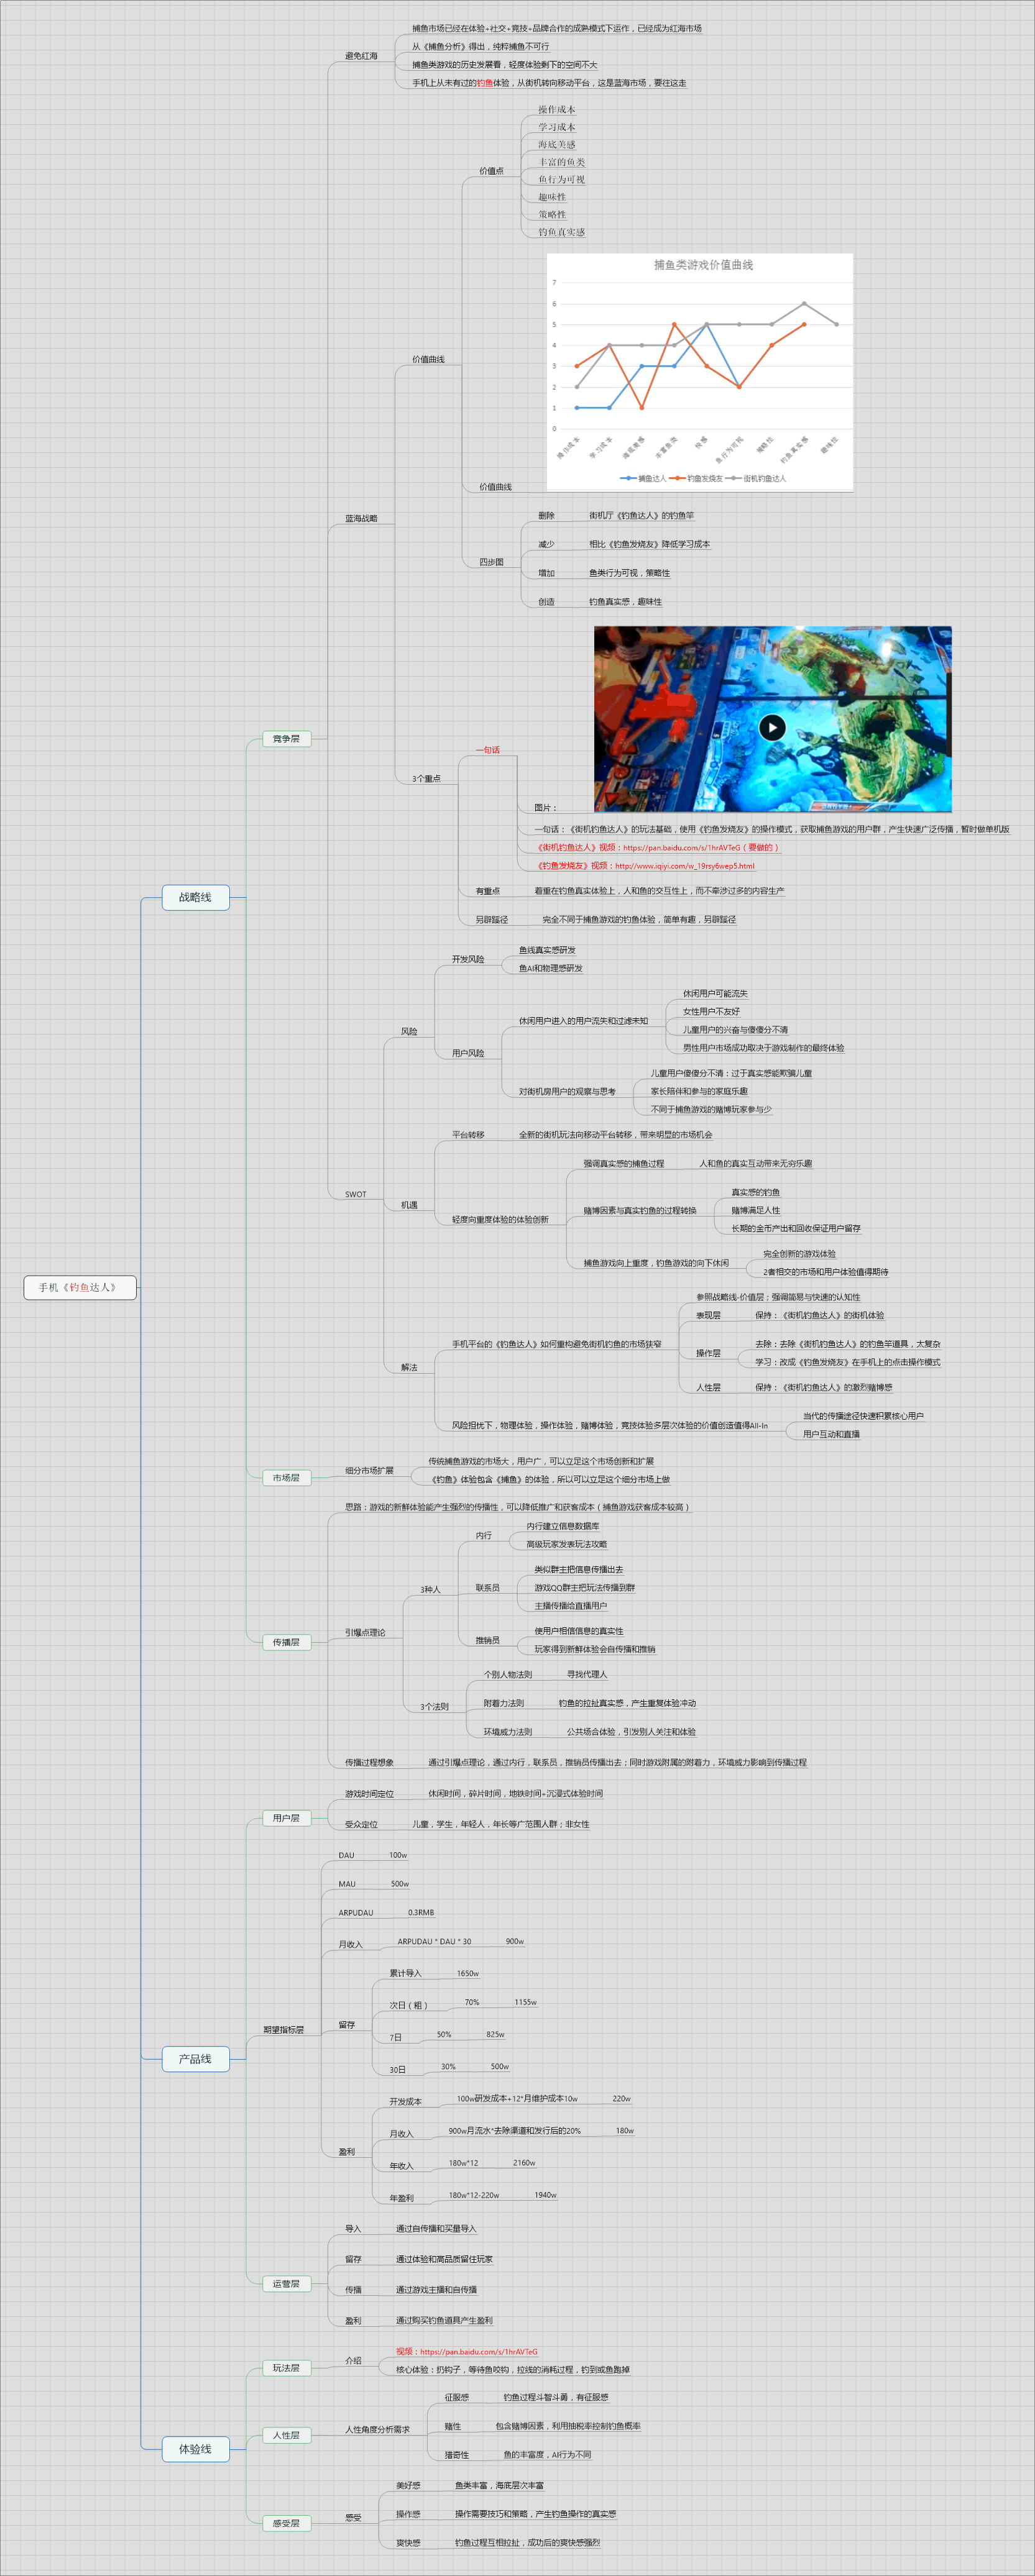 手机《钓鱼达人》
战略线
竞争层
避免红海
捕鱼市场已经在体验+社交+竞技+品牌合作的成熟模式下运作，已经成为红海市场
从《捕鱼分析》得出，纯粹捕鱼不可行
捕鱼类游戏的历史发展看，轻度体验剩下的空间不大
手机上从未有过的钓鱼体验，从街机转向移动平台，这是蓝海市场，要往这走
蓝海战略
价值曲线
价值点
操作成本
学习成本
海底美感
丰富的鱼类
鱼行为可视
趣味性
策略性
钓鱼真实感
价值曲线
捕鱼类游戏价值曲线
7
6
5
4
3
2
1
0
操作成本
学习成本
海底美感
丰富鱼类
快感
鱼行为可视
策略性
钓鱼真实感
趣味性
捕鱼达人
钓鱼发烧友
街机钓鱼达人
四步图
删除
街机厅《钓鱼达人》的钓鱼竿
减少
相比《钓鱼发烧友》降低学习成本
增加
鱼类行为可视，策略性
创造
钓鱼真实感，趣味性
3个重点
一句话
图片：
一句话：《街机钓鱼达人》的玩法基础，使用《钓鱼发烧友》的操作模式，获取捕鱼游戏的用户群，产生快速广泛传播，暂时做单机版
《街机钓鱼达人》视频：https://pan.baidu.com/s/1hrAVTeG（要做的）
《钓鱼发烧友》视频：http://www.iqiyi.com/w_19rsy6wep5.html
有重点
着重在钓鱼真实体验上，人和鱼的交互性上，而不牵涉过多的内容生产
另辟蹊径
完全不同于捕鱼游戏的钓鱼体验，简单有趣，另辟蹊径
SWOT
风险
开发风险
鱼线真实感研发
鱼AI和物理感研发
用户风险
休闲用户进入的用户流失和过滤未知
休闲用户可能流失
女性用户不友好
儿童用户的兴奋与傻傻分不清
男性用户市场成功取决于游戏制作的最终体验
对街机房用户的观察与思考
儿童用户傻傻分不清：过于真实感能欺骗儿童
家长陪伴和参与的家庭乐趣
不同于捕鱼游戏的赌博玩家参与少
机遇
平台转移
全新的街机玩法向移动平台转移，带来明显的市场机会
轻度向重度体验的体验创新
强调真实感的捕鱼过程
人和鱼的真实互动带来无穷乐趣
赌博因素与真实钓鱼的过程转换
真实感的钓鱼
赌博满足人性
长期的金币产出和回收保证用户留存
捕鱼游戏向上重度，钓鱼游戏的向下休闲
完全创新的游戏体验
2者相交的市场和用户体验值得期待
解法
手机平台的《钓鱼达人》如何重构避免街机钓鱼的市场狭窄
参照战略线-价值层；强调简易与快速的认知性
表现层
保持：《街机钓鱼达人》的街机体验
操作层
去除：去除《街机钓鱼达人》的钓鱼竿道具，太复杂
学习：改成《钓鱼发烧友》在手机上的点击操作模式
人性层
保持：《街机钓鱼达人》的激烈赌博感
风险担忧下，物理体验，操作体验，赌博体验，竞技体验多层次体验的价值创造值得All-In
当代的传播途径快速积累核心用户
用户互动和直播
市场层
细分市场扩展
传统捕鱼游戏的市场大，用户广，可以立足这个市场创新和扩展
《钓鱼》体验包含《捕鱼》的体验，所以可以立足这个细分市场上做
传播层
思路：游戏的新鲜体验能产生强烈的传播性，可以降低推广和获客成本（捕鱼游戏获客成本较高）
引爆点理论
3种人
内行
内行建立信息数据库
高级玩家发表玩法攻略
联系员
类似群主把信息传播出去
游戏QQ群主把玩法传播到群
主播传播给直播用户
推销员
使用户相信信息的真实性
玩家得到新鲜体验会自传播和推销
3个法则
个别人物法则
寻找代理人
附着力法则
钓鱼的拉扯真实感，产生重复体验冲动
环境威力法则
公共场合体验，引发别人关注和体验
传播过程想象
通过引爆点理论，通过内行，联系员，推销员传播出去；同时游戏附属的附着力，环境威力影响到传播过程
产品线
用户层
游戏时间定位
休闲时间，碎片时间，地铁时间+沉浸式体验时间
受众定位
儿童，学生，年轻人，年长等广范围人群；非女性
期望指标层
DAU
100w
MAU
500w
ARPUDAU
0.3RMB
月收入
ARPUDAU * DAU * 30
900w
留存
累计导入
1650w
次日（粗）
70%
1155w
7日
50%
825w
30日
30%
500w
盈利
开发成本
100w研发成本+12*月维护成本10w
220w
月收入
900w月流水*去除渠道和发行后的20%
180w
年收入
180w*12
2160w
年盈利
180w*12-220w
1940w
运营层
导入
通过自传播和买量导入
留存
通过体验和高品质留住玩家
传播
通过游戏主播和自传播
盈利
通过购买钓鱼道具产生盈利
体验线
玩法层
介绍
视频：https://pan.baidu.com/s/1hrAVTeG
核心体验：扔钩子，等待鱼咬钩，拉线的消耗过程，钓到或鱼跑掉
人性层
人性角度分析需求
征服感
钓鱼过程斗智斗勇，有征服感
赌性
包含赌博因素，利用抽税率控制钓鱼概率
猎奇性
鱼的丰富度，AI行为不同
感受层
感受
美好感
鱼类丰富，海底层次丰富
操作感
操作需要技巧和策略，产生钓鱼操作的真实感
爽快感
钓鱼过程互相拉扯，成功后的爽快感强烈